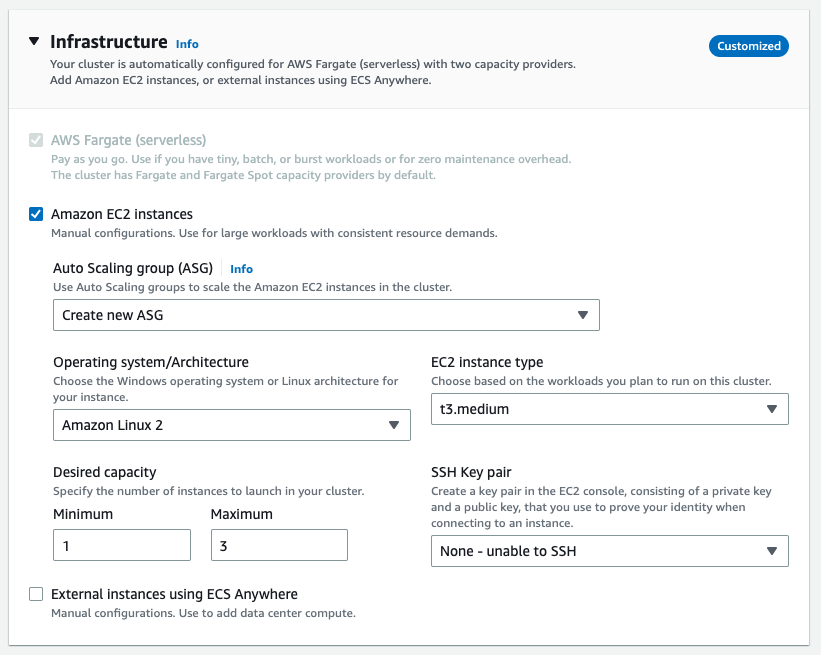 Infrastructure Info
Customized
Your cluster is automatically configured for AWS Fargate (serverless) with two capacity providers.
Add Amazon EC2 instances, or external instances using ECS Anywhere.
AWS Fargate (serverless)
Pay as you go. Use if you have tiny, batch, or burst workloads or for zero maintenance overhead.
The cluster has Fargate and Fargate Spot capacity providers by default.
Amazon EC2 instances
Manual configurations. Use for large workloads with consistent resource demands.
Auto Scaling group (ASG) Info
Use Auto Scaling groups to scale the Amazon EC2 instances in the cluster.
Create new ASG
Operating system/Architecture
Choose the Windows operating system or Linux architecture for
your instance.
Amazon Linux 2
EC2 instance type
Choose based on the workloads you plan to run on this cluster.
t3.medium
Desired capacity
Specify the number of instances to launch in your cluster.
Minimum
1
Maximum
3
SSH Key pair
Create a key pair in the EC2 console, consisting of a private key
and a public key, that you use to prove your identity when
connecting to an instance.
None - unable to SSH
External instances using ECS Anywhere
Manual configurations. Use to add data center compute.